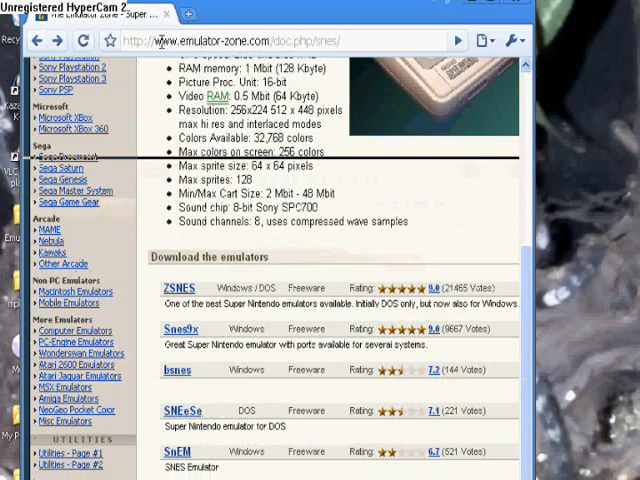 Unregistered HyperCam 2
The Emulator Zone - Super ...
http://www.emulator-zone.com/doc.php/snes/
Sony Playstation 2
Sony Playstation 3
Sony PSP
Microsoft
Microsoft XBox
Microsoft XBox 360
Sega
Sega Dreamcast
Sega Saturn
Sega Genesis
Sega Master System
Sega Game Gear
Arcade
MAME
Nebula
Kawaks
Other Arcade
Non PC Emulators
Macintosh Emulators
Mobile Emulators
More Emulators
Computer Emulators
PC-Engine Emulators
Wonderswan Emulators
Atari 2600 Emulators
Atari Jaguar Emulators
MSX Emulators
Amiga Emulators
NeoGeo Pocket Color
Misc Emulators
UTILITIES
Utilities - Page #1
Utilities - Page #2
RAM memory: 1 Mbit (128 Kbyte)
Picture Proc. Unit: 16-bit
Video RAM: 0.5 Mbit (64 Kbyte)
Resolution: 256x224 512 x 448 pixels
max hi res and interlaced modes
Colors Available: 32,768 colors
Max colors on screen: 256 colors
Max sprite size: 64 x 64 pixels
Max sprites: 128
Min/Max Cart Size: 2 Mbit - 48 Mbit
Sound chip: 8-bit Sony SPC700
Sound channels: 8, uses compressed wave samples
Download the emulators
ZSNES Windows / DOS Freeware Rating: 9.0 (21465 Votes)
One of the best Super Nintendo emulators available. Initially DOS only, but now also for Windows.
Snes9x Windows Freeware Rating: 9.0 (9667 Votes)
Great Super Nintendo emulator with ports available for several systems.
bsnes Windows Freeware Rating: 7.2 (144 Votes)
SNEeSe DOS Freeware Rating: 7.1 (221 Votes)
Super Nintendo emulator for DOS
SnEM Windows Freeware Rating: 6.7 (521 Votes)
SNES Emulator